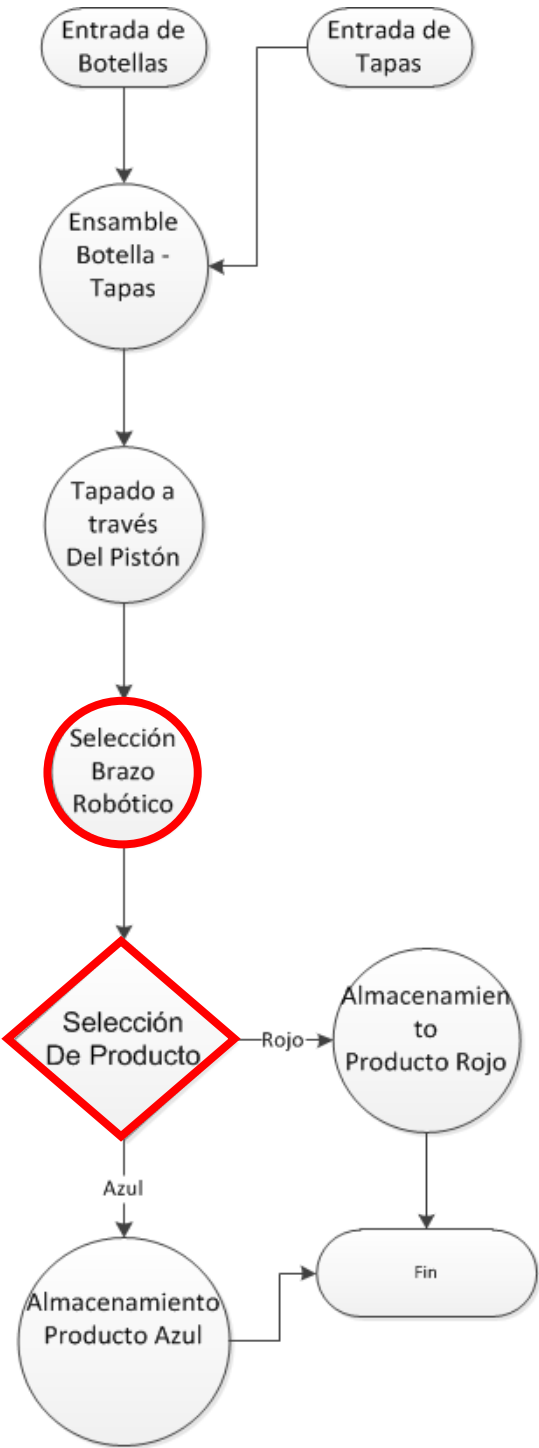 Entrada de
Botellas
Entrada de
Tapas
Ensamble
Botella -
Tapas
Tapado a
través
Del Pistón
Selección
Brazo
Robótico
Selección
De Producto
Rojo
Almacenamien
to
Producto Rojo
Azul
Fin
Almacenamiento
Producto Azul